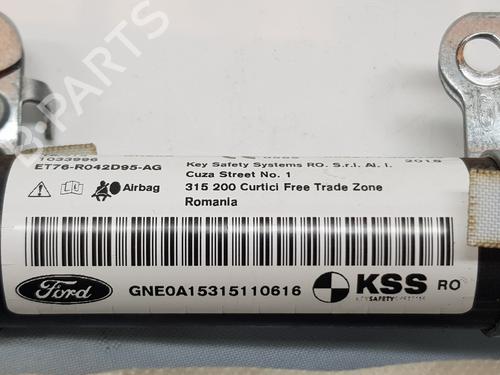 1033996
ET76-R042D95-AG
Airbag
Key Safety Systems RO. S.r.l. Al. I.
Cuza Street No. 1
315 200 Curtici Free Trade Zone
Romania
Ford
GNE0A15315110616
KSS RO
KEYSAFETYSYSTEMS
B-PARTS